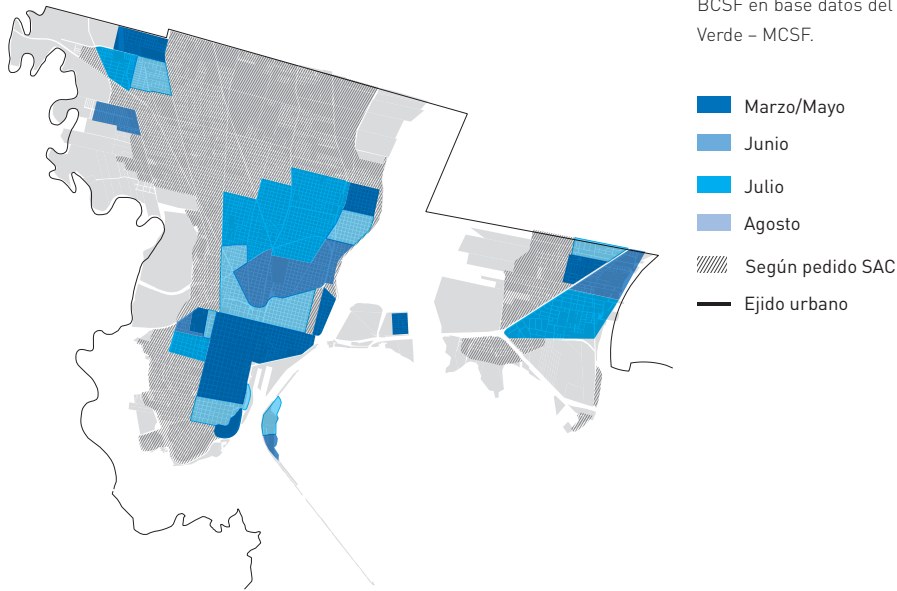 BCSF en base datos del
Verde – MCSF.
Marzo/Mayo
Junio
Julio
Agosto
Según pedido SAC
Ejido urbano